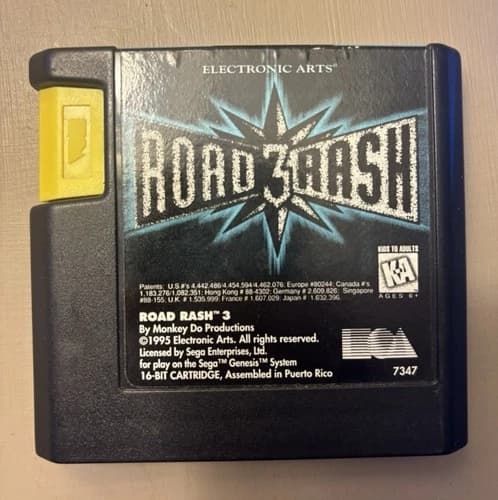 ELECTRONIC ARTS®
ROAD 3 RASH
KIDS TO ADULTS
KA
AGES 6+
Patents: U.S.#'s 4,442,486/4,454,594/4,462,076; Europe #80244; Canada #'s
1,183,276/1,082,351; Hong Kong # 88-4302; Germany # 2,609,826; Singapore
#88-155; U.K. # 1,535,999; France # 1,607,029; Japan # 1,632,396
ROAD RASH™ 3
By Monkey Do Productions
©1995 Electronic Arts. All rights reserved.
Licensed by Sega Enterprises, Ltd.
for play on the Sega™ Genesis™ System
16-BIT CARTRIDGE, Assembled in Puerto Rico
EOA
7347